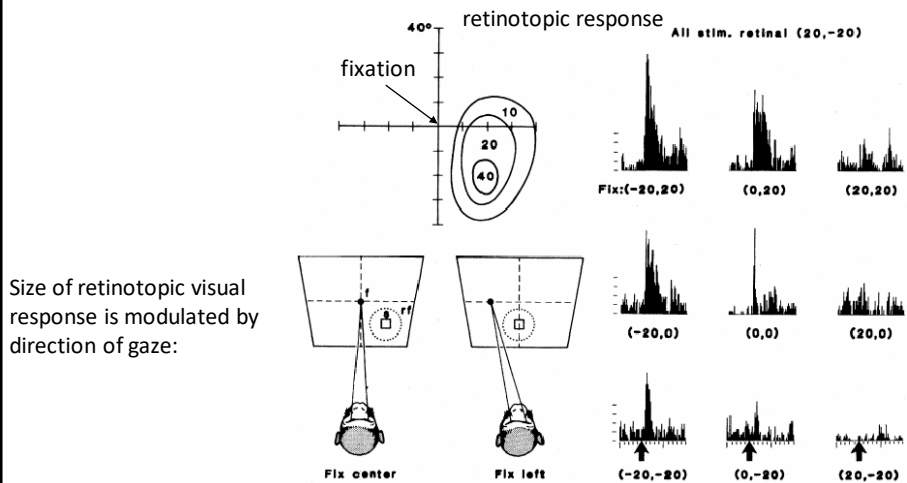 retinotopic response
40°
fixation
10
20
40
All stim. retinal (20,-20)
Fix:(-20,20)
(0,20)
(20,20)
Size of retinotopic visual
response is modulated by
direction of gaze:
f
s
rf
Fix center
Fix left
(-20,0)
(0,0)
(20,0)
(-20,-20)
(0,-20)
(20,-20)